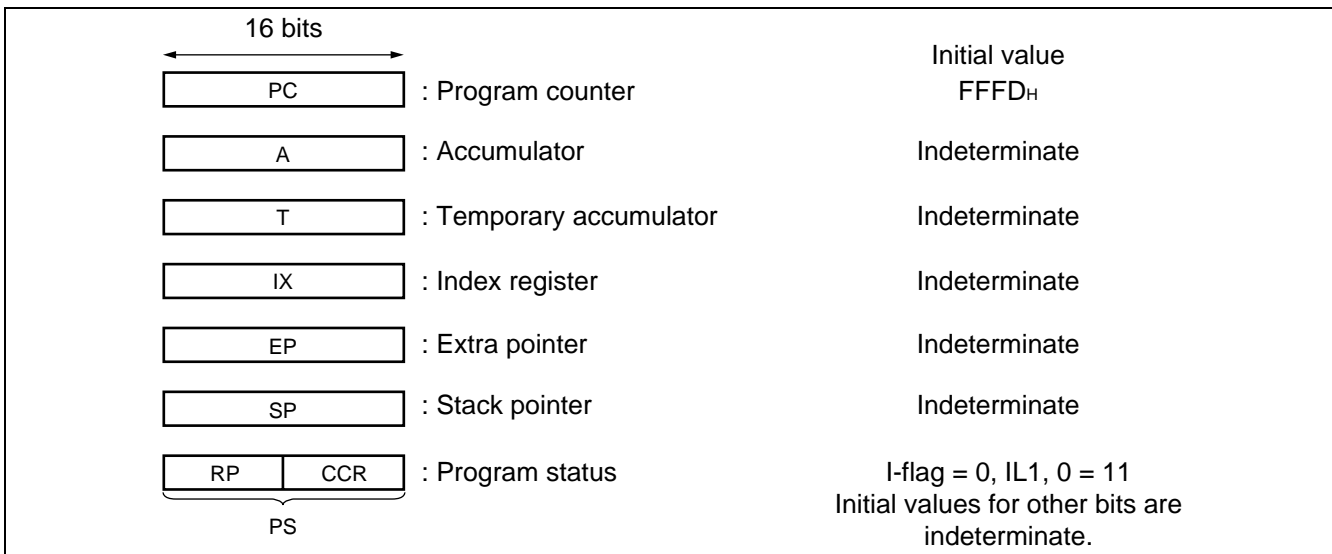 16 bits
Initial value
PC : Program counter FFFDH
A : Accumulator Indeterminate
T : Temporary accumulator Indeterminate
IX : Index register Indeterminate
EP : Extra pointer Indeterminate
SP : Stack pointer Indeterminate
RP CCR : Program status I-flag = 0, IL1, 0 = 11
Initial values for other bits are
PS
indeterminate.